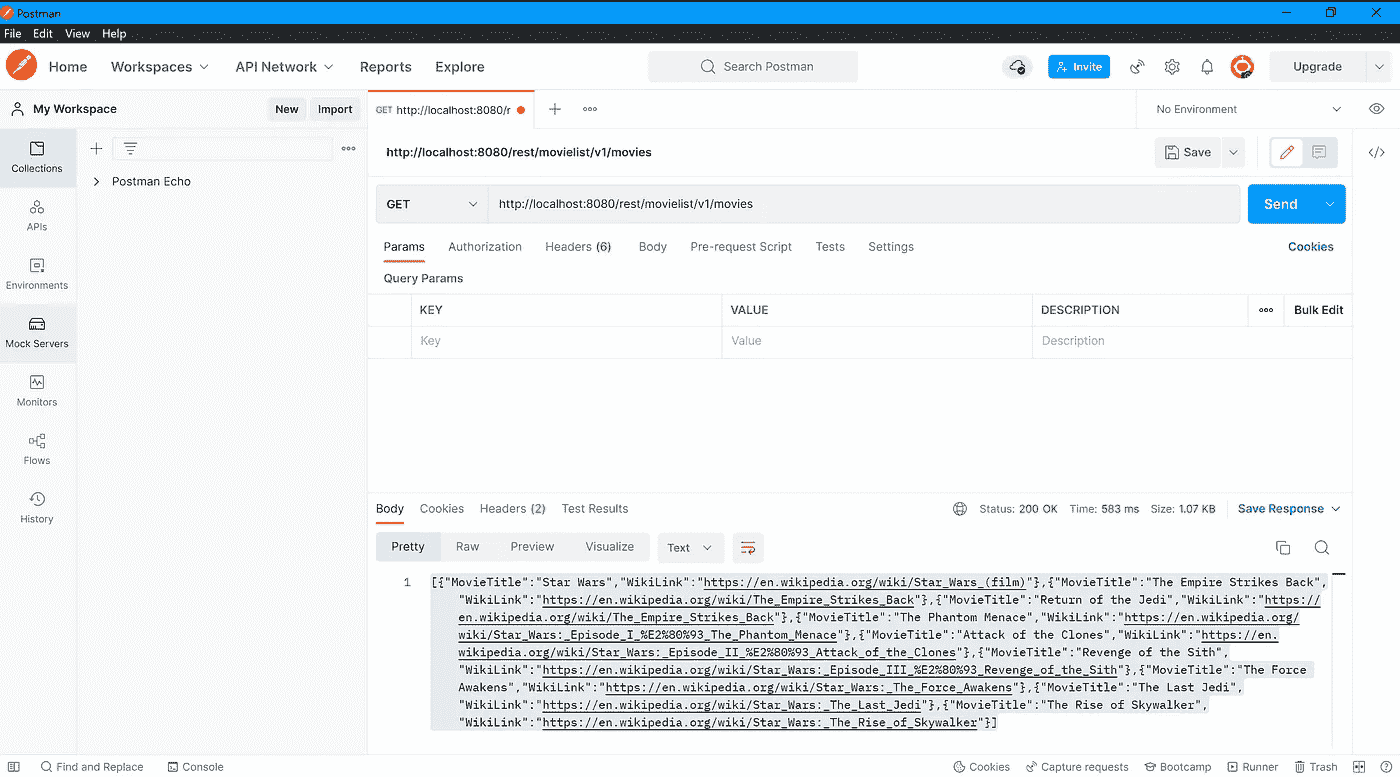 Postman
File Edit View Help
Home Workspaces API Network Reports Explore Search Postman Invite Upgrade
My Workspace New Import GET http://localhost:8080/r No Environment
http://localhost:8080/rest/movielist/v1/movies Save
Collections
Postman Echo
GET http://localhost:8080/rest/movielist/v1/movies Send
APIs
Params Authorization Headers (6) Body Pre-request Script Tests Settings Cookies
Query Params
Environments
KEY VALUE DESCRIPTION Bulk Edit
Key Value Description
Mock Servers
Monitors
Flows
History
Body Cookies Headers (2) Test Results Status: 200 OK Time: 583 ms Size: 1.07 KB Save Response
Pretty Raw Preview Visualize Text
1 [{"MovieTitle":"Star Wars","WikiLink":"https://en.wikipedia.org/wiki/Star_Wars_(film)"},{"MovieTitle":"The Empire Strikes Back",
"WikiLink":"https://en.wikipedia.org/wiki/The_Empire_Strikes_Back"},{"MovieTitle":"Return of the Jedi","WikiLink":"https://
en.wikipedia.org/wiki/The_Empire_Strikes_Back"},{"MovieTitle":"The Phantom Menace","WikiLink":"https://en.wikipedia.org/
wiki/Star_Wars:_Episode_I_%E2%80%93_The_Phantom_Menace"},{"MovieTitle":"Attack of the Clones","WikiLink":"https://en.
wikipedia.org/wiki/Star_Wars:_Episode_II_%E2%80%93_Attack_of_the_Clones"},{"MovieTitle":"Revenge of the Sith",
"WikiLink":"https://en.wikipedia.org/wiki/Star_Wars:_Episode_III_%E2%80%93_Revenge_of_the_Sith"},{"MovieTitle":"The Force
Awakens","WikiLink":"https://en.wikipedia.org/wiki/Star_Wars:_The_Force_Awakens"},{"MovieTitle":"The Last Jedi",
"WikiLink":"https://en.wikipedia.org/wiki/Star_Wars:_The_Last_Jedi"},{"MovieTitle":"The Rise of Skywalker",
"WikiLink":"https://en.wikipedia.org/wiki/Star_Wars:_The_Rise_of_Skywalker"}]
Find and Replace Console Cookies Capture requests Bootcamp Runner Trash